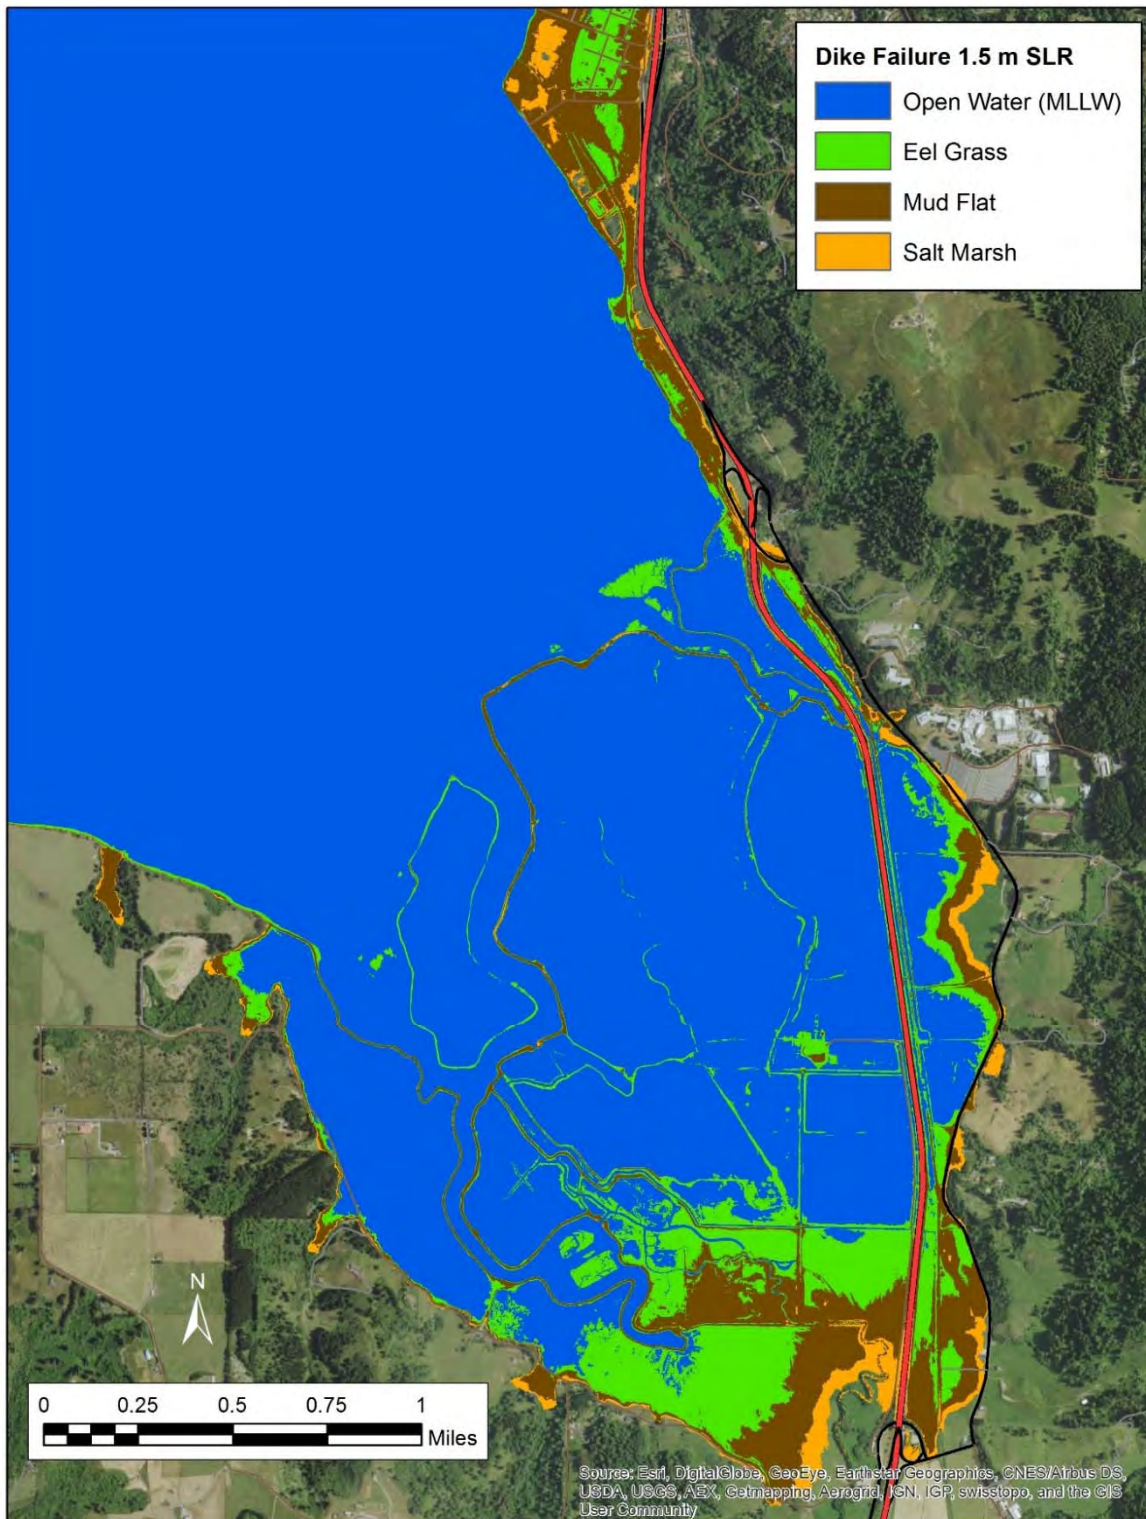 Dike Failure 1.5 m SLR
Open Water (MLLW)
Eel Grass
Mud Flat
Salt Marsh
N
0 0.25 0.5 0.75 1
Miles
Source: Esri, DigitalGlobe, GeoEye, Earthstar Geographics, CNES/Airbus DS,
USDA, USGS, AEX, Getmapping, Aerogrid, IGN, IGP, swisstopo, and the GIS
User Community